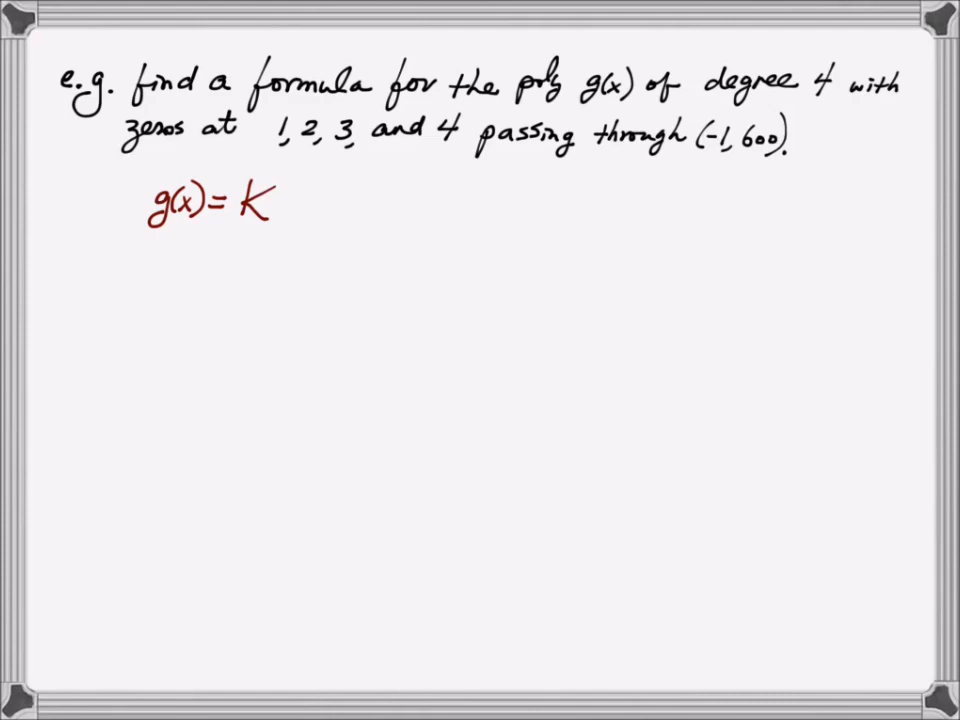 e.g. find a formula for the poly g(x) of degree 4 with
zeros at 1, 2, 3, and 4 passing through (-1, 600).
g(x) = K